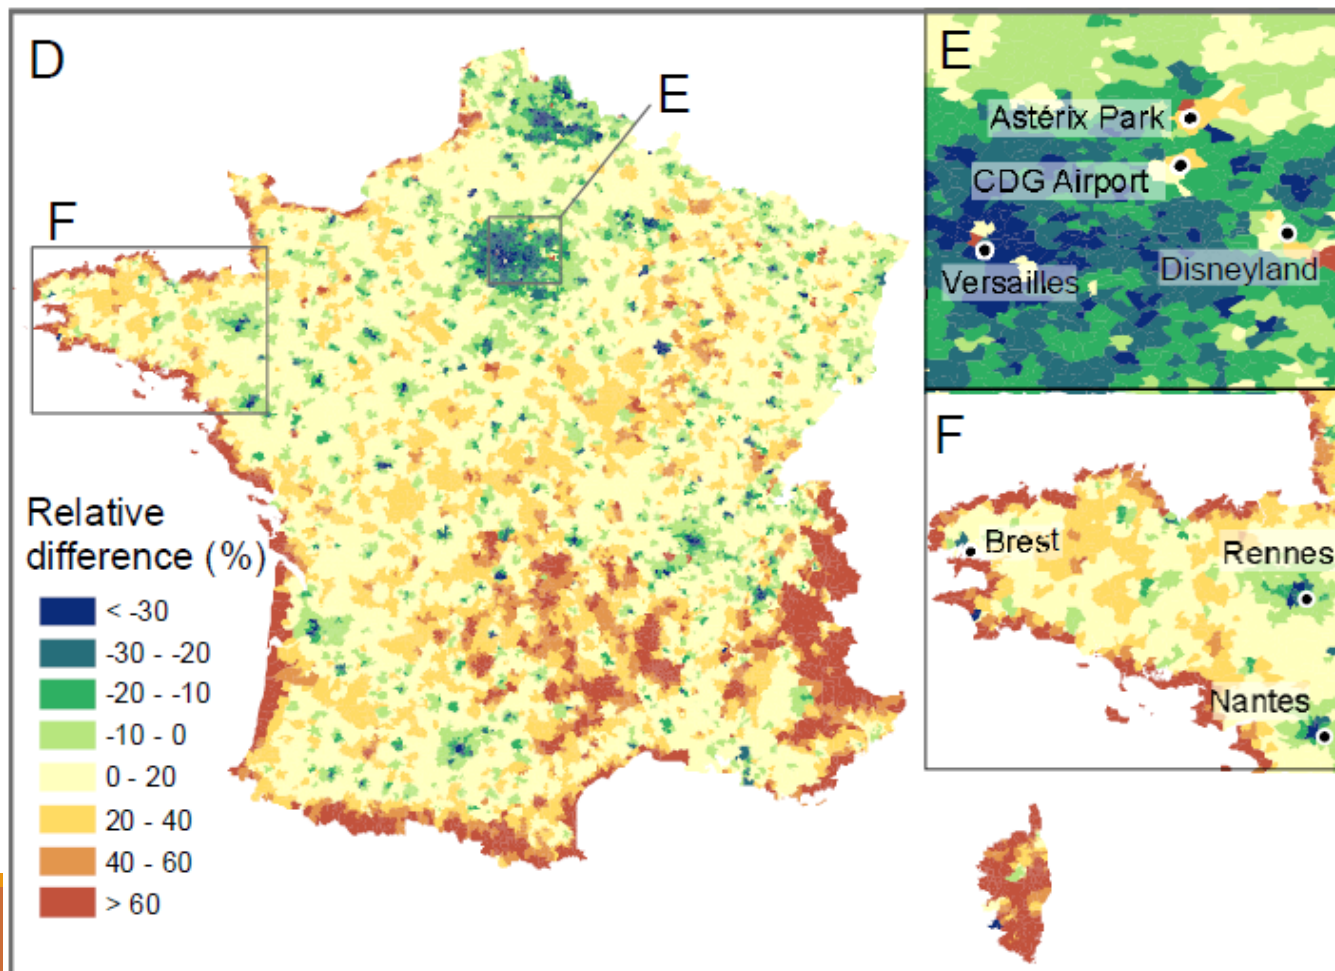 D
E
F
Relative
difference (%)
< -30
-30 - -20
-20 - -10
-10 - 0
0 - 20
20 - 40
40 - 60
> 60
E
Astérix Park
CDG Airport
Versailles
Disneyland
F
Brest
Rennes
Nantes